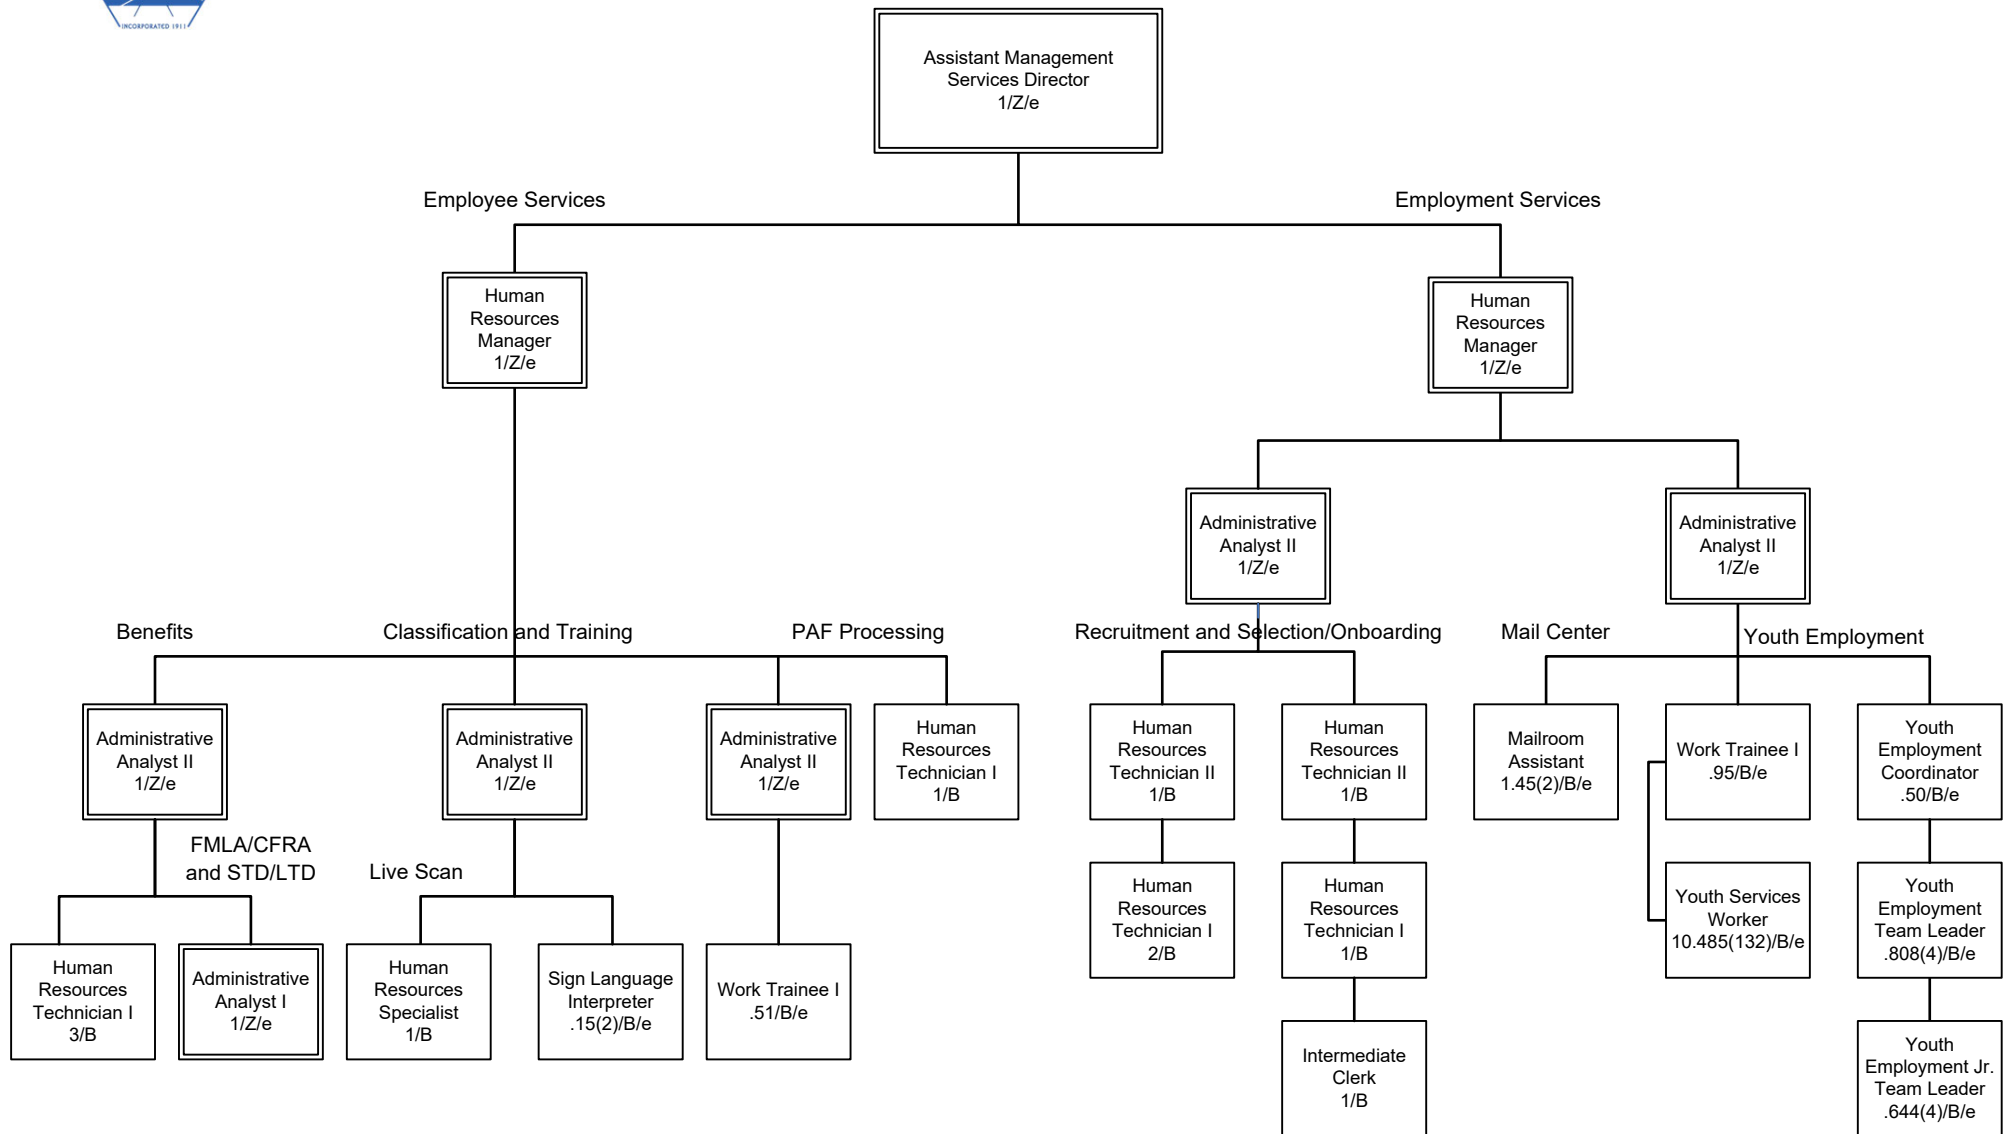 INCORPORATED 1911
Assistant Management
Services Director
1/Z/e
Employee Services
Employment Services
Human
Resources
Manager
1/Z/e
Human
Resources
Manager
1/Z/e
Administrative
Analyst II
1/Z/e
Administrative
Analyst II
1/Z/e
Benefits
Classification and Training
PAF Processing
Recruitment and Selection/Onboarding
Mail Center
Youth Employment
Administrative
Analyst II
1/Z/e
Administrative
Analyst II
1/Z/e
Administrative
Analyst II
1/Z/e
Human
Resources
Technician I
1/B
Human
Resources
Technician II
1/B
Human
Resources
Technician II
1/B
Mailroom
Assistant
1.45(2)/B/e
Work Trainee I
.95/B/e
Youth
Employment
Coordinator
.50/B/e
FMLA/CFRA
and STD/LTD
Live Scan
Human
Resources
Technician I
2/B
Human
Resources
Technician I
1/B
Youth Services
Worker
10.485(132)/B/e
Youth
Employment
Team Leader
.808(4)/B/e
Human
Resources
Technician I
3/B
Administrative
Analyst I
1/Z/e
Human
Resources
Specialist
1/B
Sign Language
Interpreter
.15(2)/B/e
Work Trainee I
.51/B/e
Intermediate
Clerk
1/B
Youth
Employment Jr.
Team Leader
.644(4)/B/e